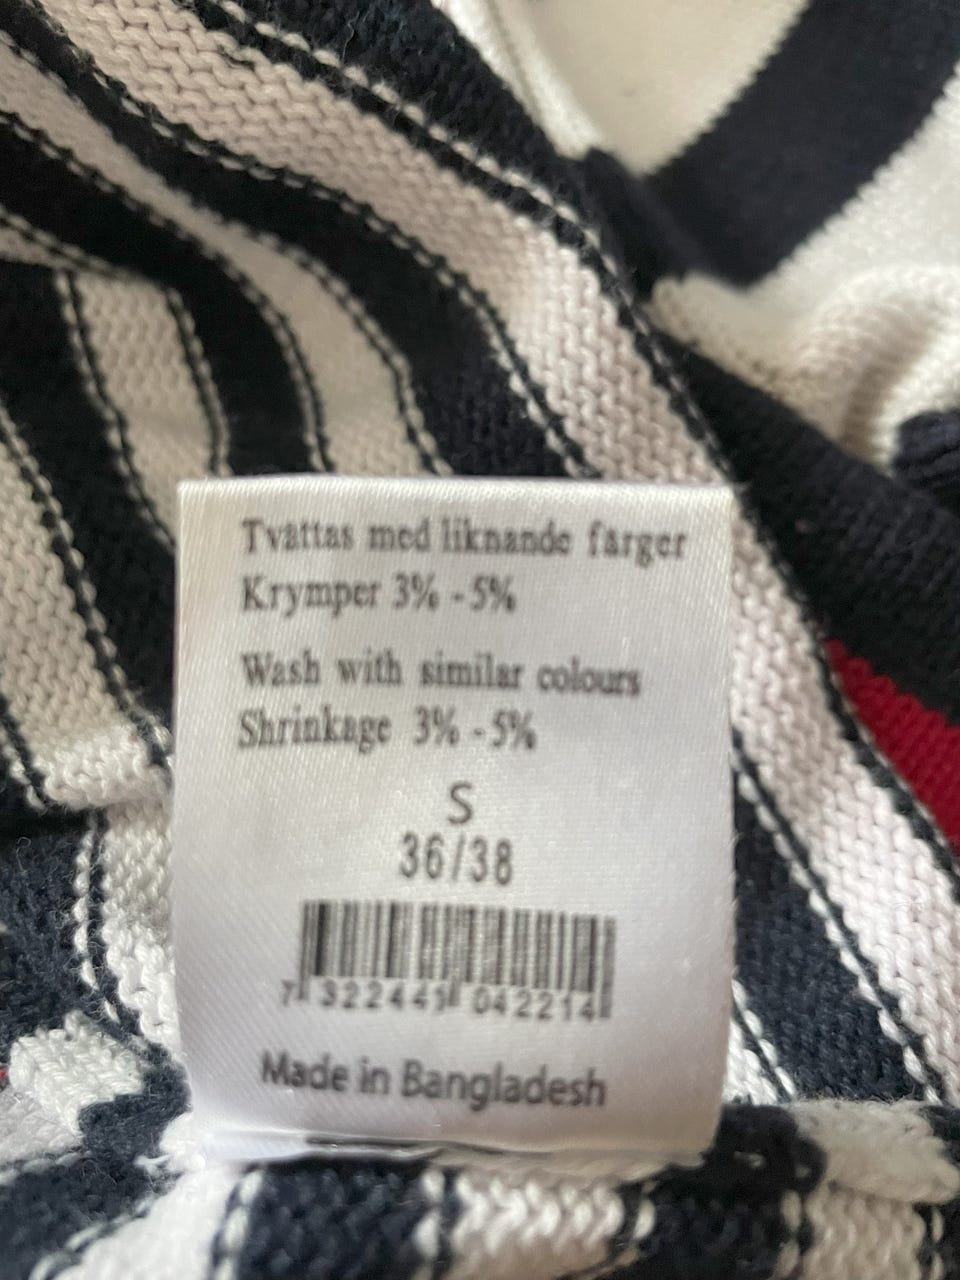 Tvättas med liknande färger
Krymper 3% - 5%
Wash with similar colours
Shrinkage 3% - 5%
S
36/38
7 322441 042214
Made in Bangladesh